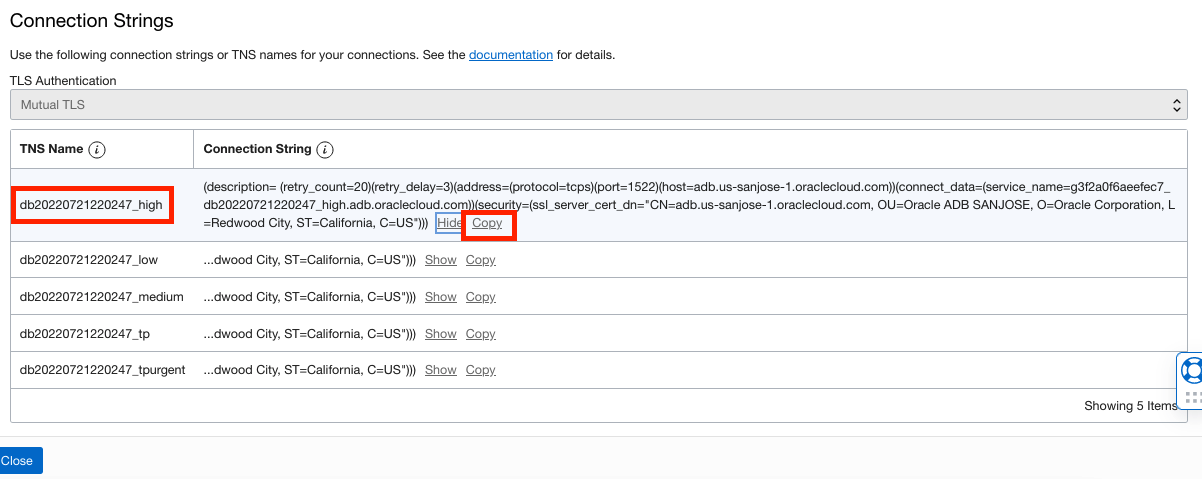 Connection Strings
Use the following connection strings or TNS names for your connections. See the documentation for details.
TLS Authentication
Mutual TLS
TNS Name i Connection String i
(description= (retry_count=20)(retry_delay=3)(address=(protocol=tcps)(port=1522)(host=adb.us-sanjose-1.oraclecloud.com))(connect_data=(service_name=g3f2a0f6aeefec7_
db20220721220247_high db20220721220247_high.adb.oraclecloud.com))(security=(ssl_server_cert_dn="CN=adb.us-sanjose-1.oraclecloud.com, OU=Oracle ADB SANJOSE, O=Oracle Corporation, L
=Redwood City, ST=California, C=US"))) Hide Copy
db20220721220247_low ...dwood City, ST=California, C=US"))) Show Copy
db20220721220247_medium ...dwood City, ST=California, C=US"))) Show Copy
db20220721220247_tp ...dwood City, ST=California, C=US"))) Show Copy
db20220721220247_tpurgent ...dwood City, ST=California, C=US"))) Show Copy
Showing 5 Items
Close